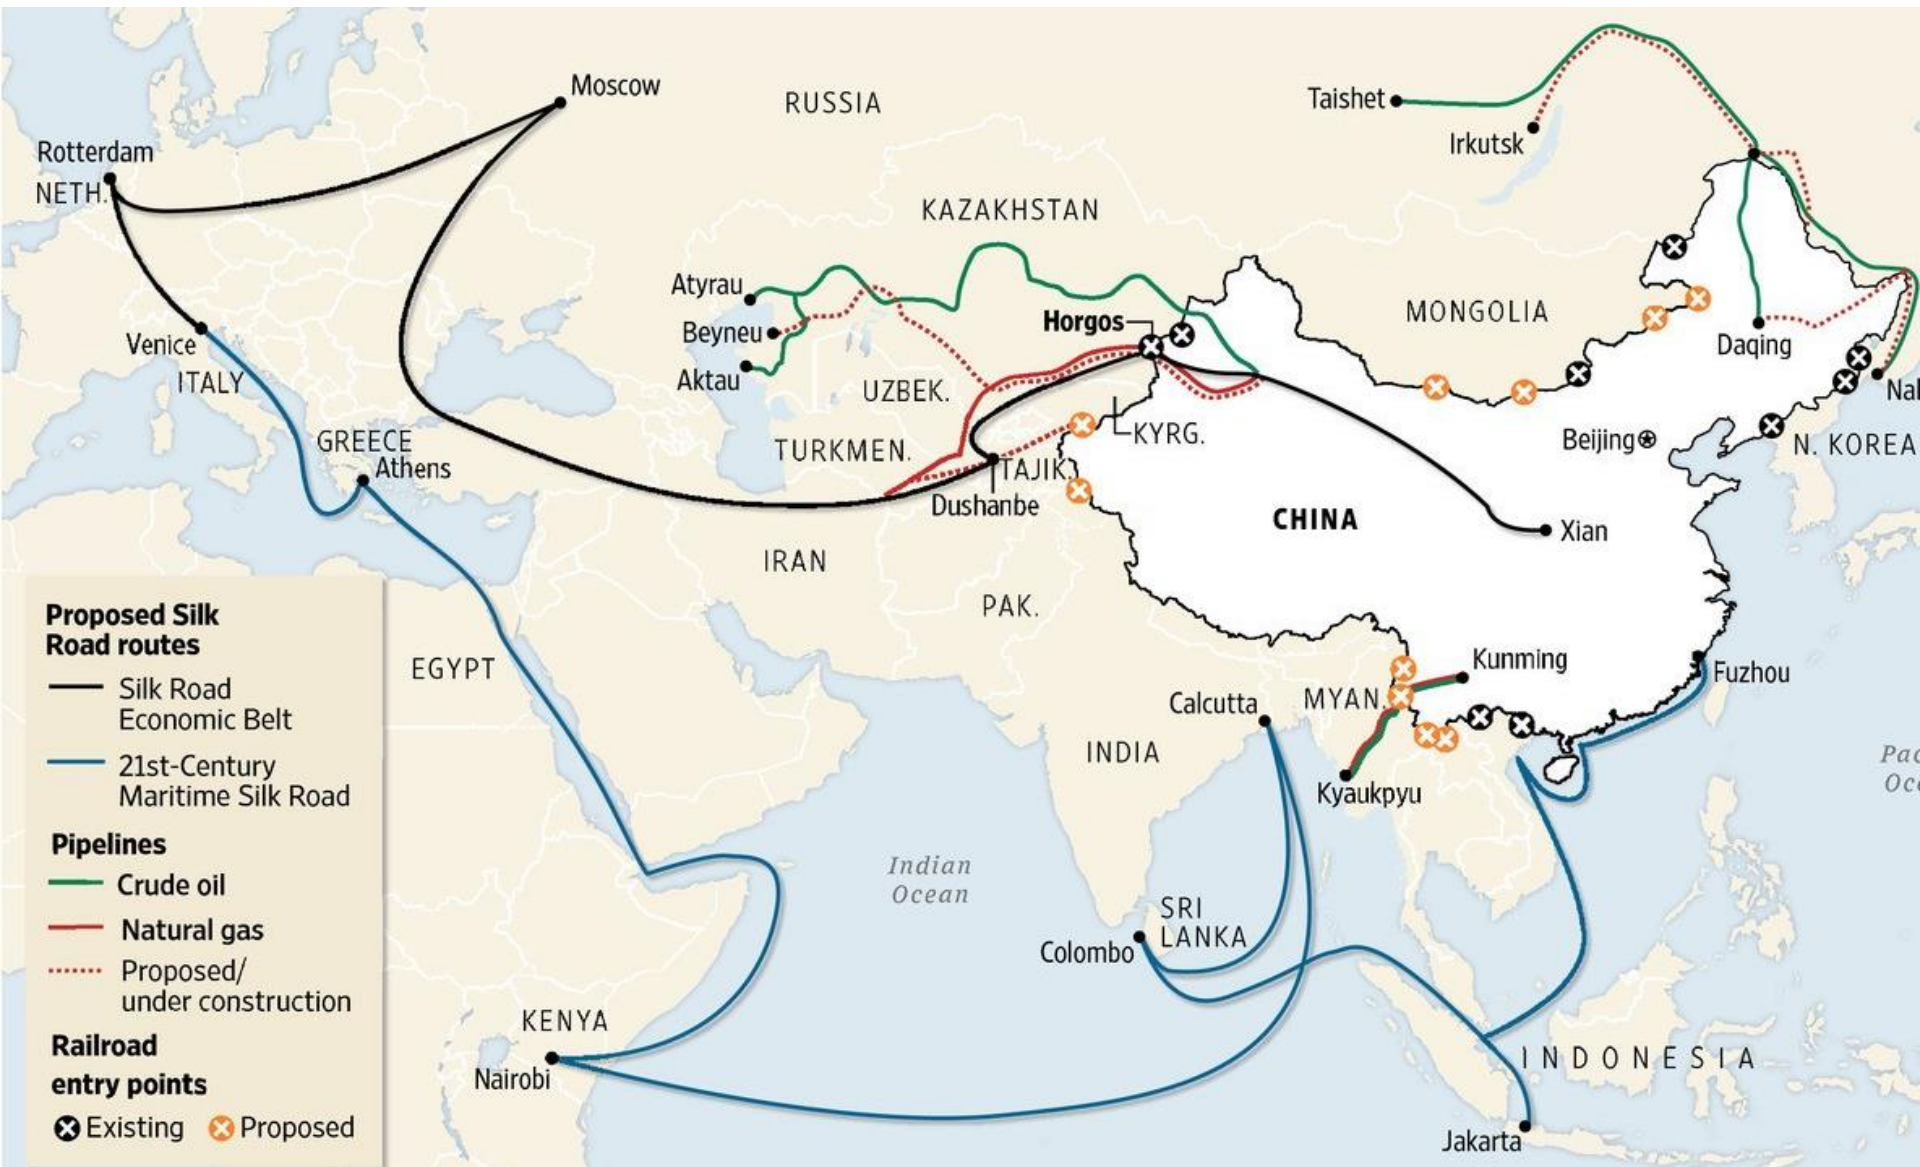 Moscow
RUSSIA
Taishet
Irkutsk
Rotterdam
NETH.
KAZAKHSTAN
Atyrau
Beyneu
Aktau
Horgos
MONGOLIA
Daqing
Venice
ITALY
UZBEK.
GREECE
Athens
TURKMEN.
KYRG.
TAJIK.
Dushanbe
Beijing
N. KOREA
CHINA
Xian
IRAN
PAK.
EGYPT
Kunming
Fuzhou
Calcutta
MYAN.
INDIA
Kyaukpyu
Indian
Ocean
SRI
LANKA
Colombo
KENYA
Nairobi
INDONESIA
Jakarta
Proposed Silk
Road routes
Silk Road
Economic Belt
21st-Century
Maritime Silk Road
Pipelines
Crude oil
Natural gas
Proposed/
under construction
Railroad
entry points
Existing
Proposed